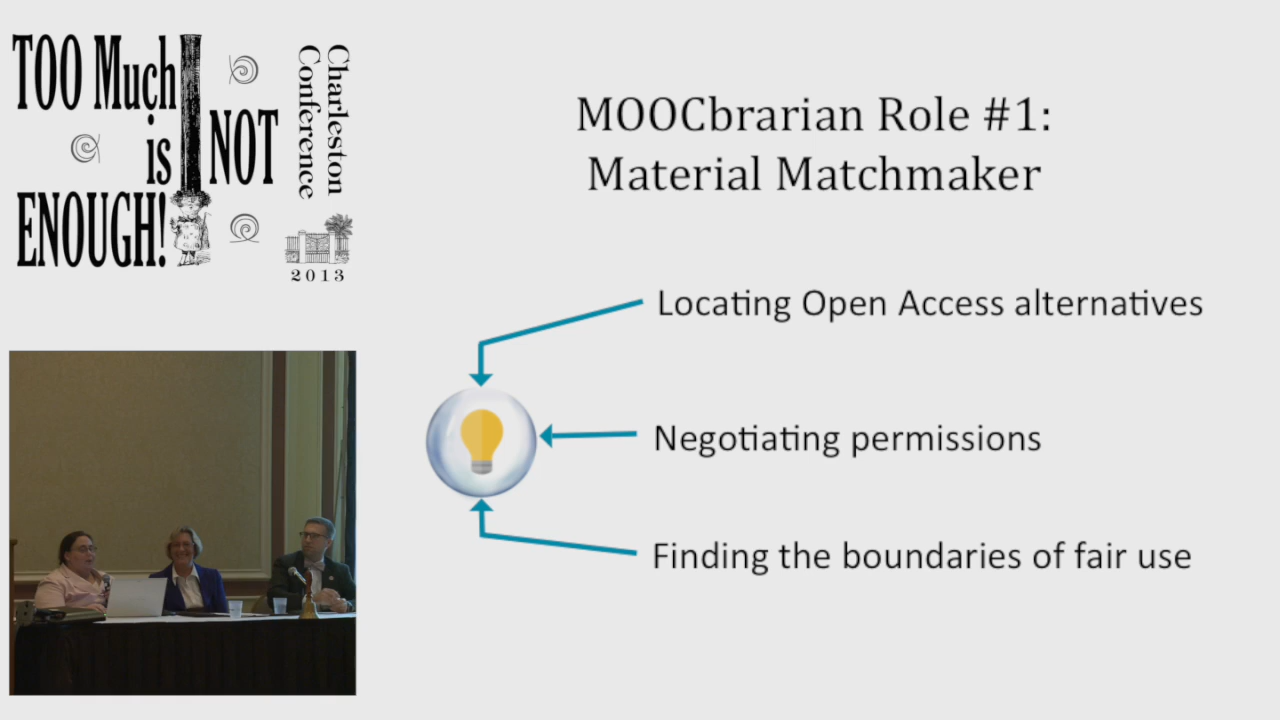 TOO Much
is NOT
ENOUGH!
Charleston
Conference
2013
MOOCbrarian Role #1:
Material Matchmaker
Locating Open Access alternatives
Negotiating permissions
Finding the boundaries of fair use